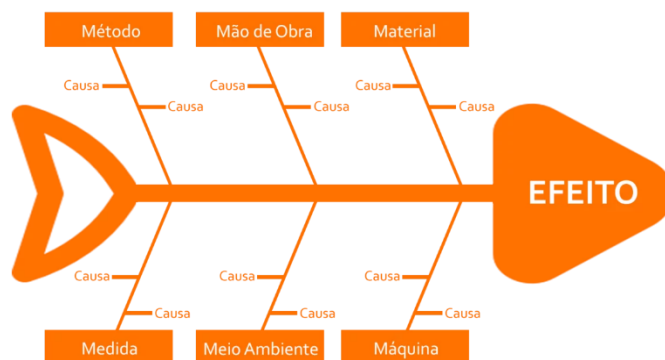 Método
Mão de Obra
Material
Causa
Causa
Causa
Causa
Causa
Causa
EFEITO
Causa
Causa
Causa
Causa
Causa
Causa
Medida
Meio Ambiente
Máquina